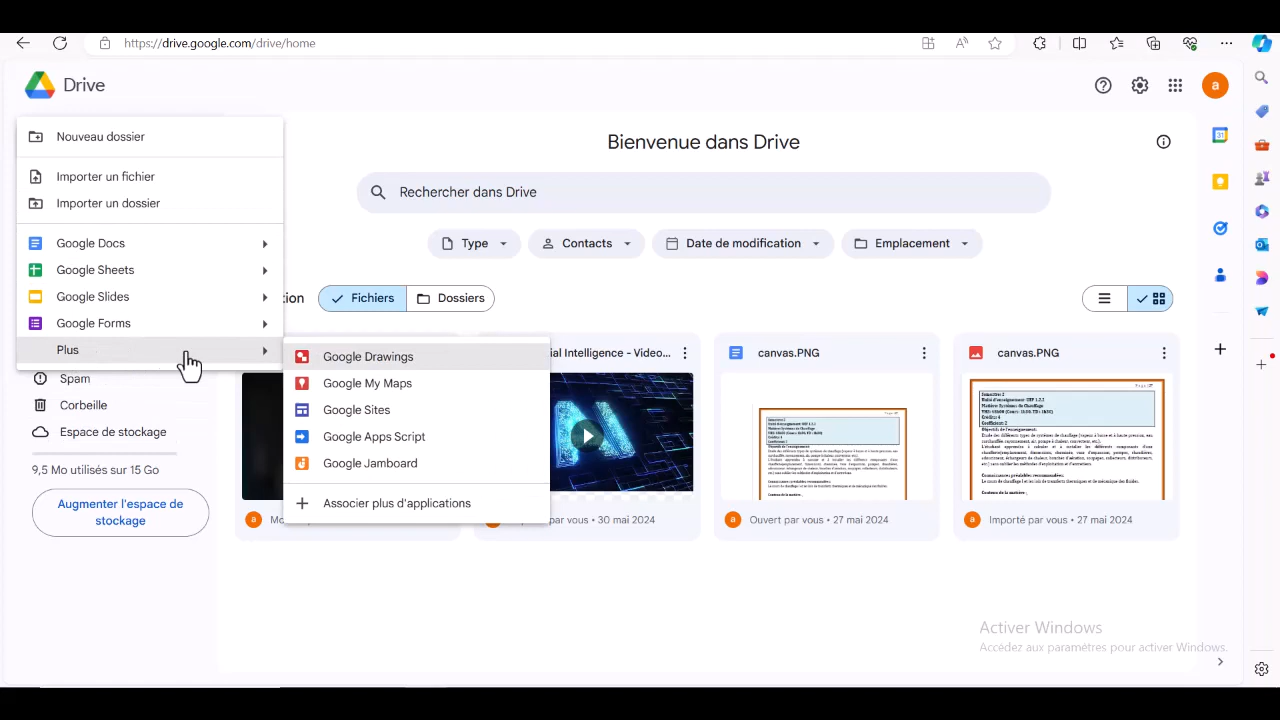 https://drive.google.com/drive/home
Drive
Nouveau dossier
Importer un fichier
Importer un dossier
Google Docs
Google Sheets
Google Slides
Google Forms
Plus
Spam
Corbeille
de stockage
9,5 Mo utilisés sur 15 Go
Augmenter l'espace de
stockage
Google Drawings
Google My Maps
Google Sites
Google Apps Script
Google Jamboard
Associer plus d'applications
Bienvenue dans Drive
Rechercher dans Drive
Type
Contacts
Date de modification
Emplacement
tion
Fichiers
Dossiers
ial Intelligence - Video...
canvas.PNG
canvas.PNG
a
par vous • 30 mai 2024
a Ouvert par vous • 27 mai 2024
a Importé par vous • 27 mai 2024
a
31
Activer Windows
Accédez aux paramètres pour activer Windows.